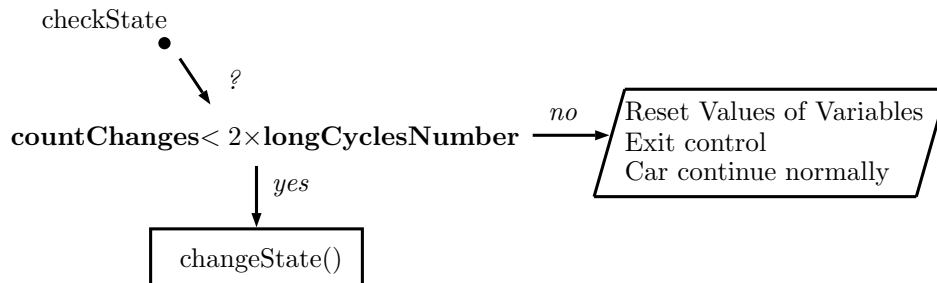 checkState
?
countChanges< 2×longCyclesNumber
no
Reset Values of Variables
Exit control
Car continue normally
yes
changeState()